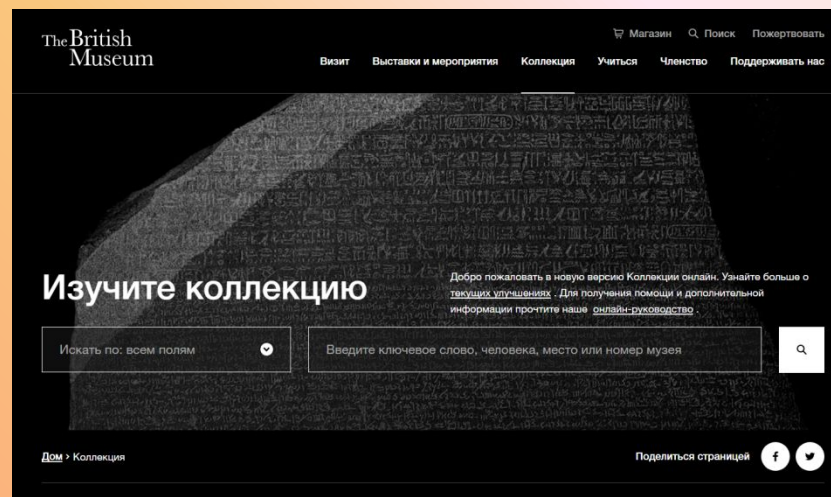 The British
Museum
Магазин Поиск Пожертвовать
Визит Выставки и мероприятия Коллекция Учиться Членство Поддерживать нас
Изучите коллекцию
Добро пожаловать в новую версию Коллекции онлайн. Узнайте больше о
текущих улучшениях . Для получения помощи и дополнительной
информации прочтите наше онлайн-руководство .
Искать по: всем полям
Введите ключевое слово, человека, место или номер музея
Дом › Коллекция
Поделиться страницей